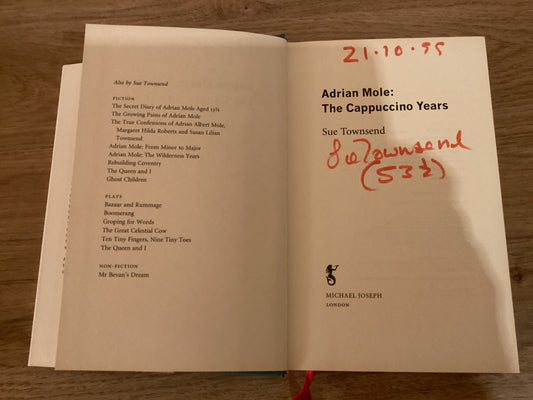 Also by Sue Townsend
FICTION
The Secret Diary of Adrian Mole Aged 13¾
The Growing Pains of Adrian Mole
The True Confessions of Adrian Albert Mole,
Margaret Hilda Roberts and Susan Lilian
Townsend
Adrian Mole: From Minor to Major
Adrian Mole: The Wilderness Years
Rebuilding Coventry
The Queen and I
Ghost Children
PLAYS
Bazaar and Rummage
Boomerang
Groping for Words
The Great Celestial Cow
Ten Tiny Fingers, Nine Tiny Toes
The Queen and I
NON-FICTION
Mr Bevan's Dream
21·10·99
Adrian Mole:
The Cappuccino Years
Sue Townsend
Sue Townsend
(53½)
MICHAEL JOSEPH
LONDON